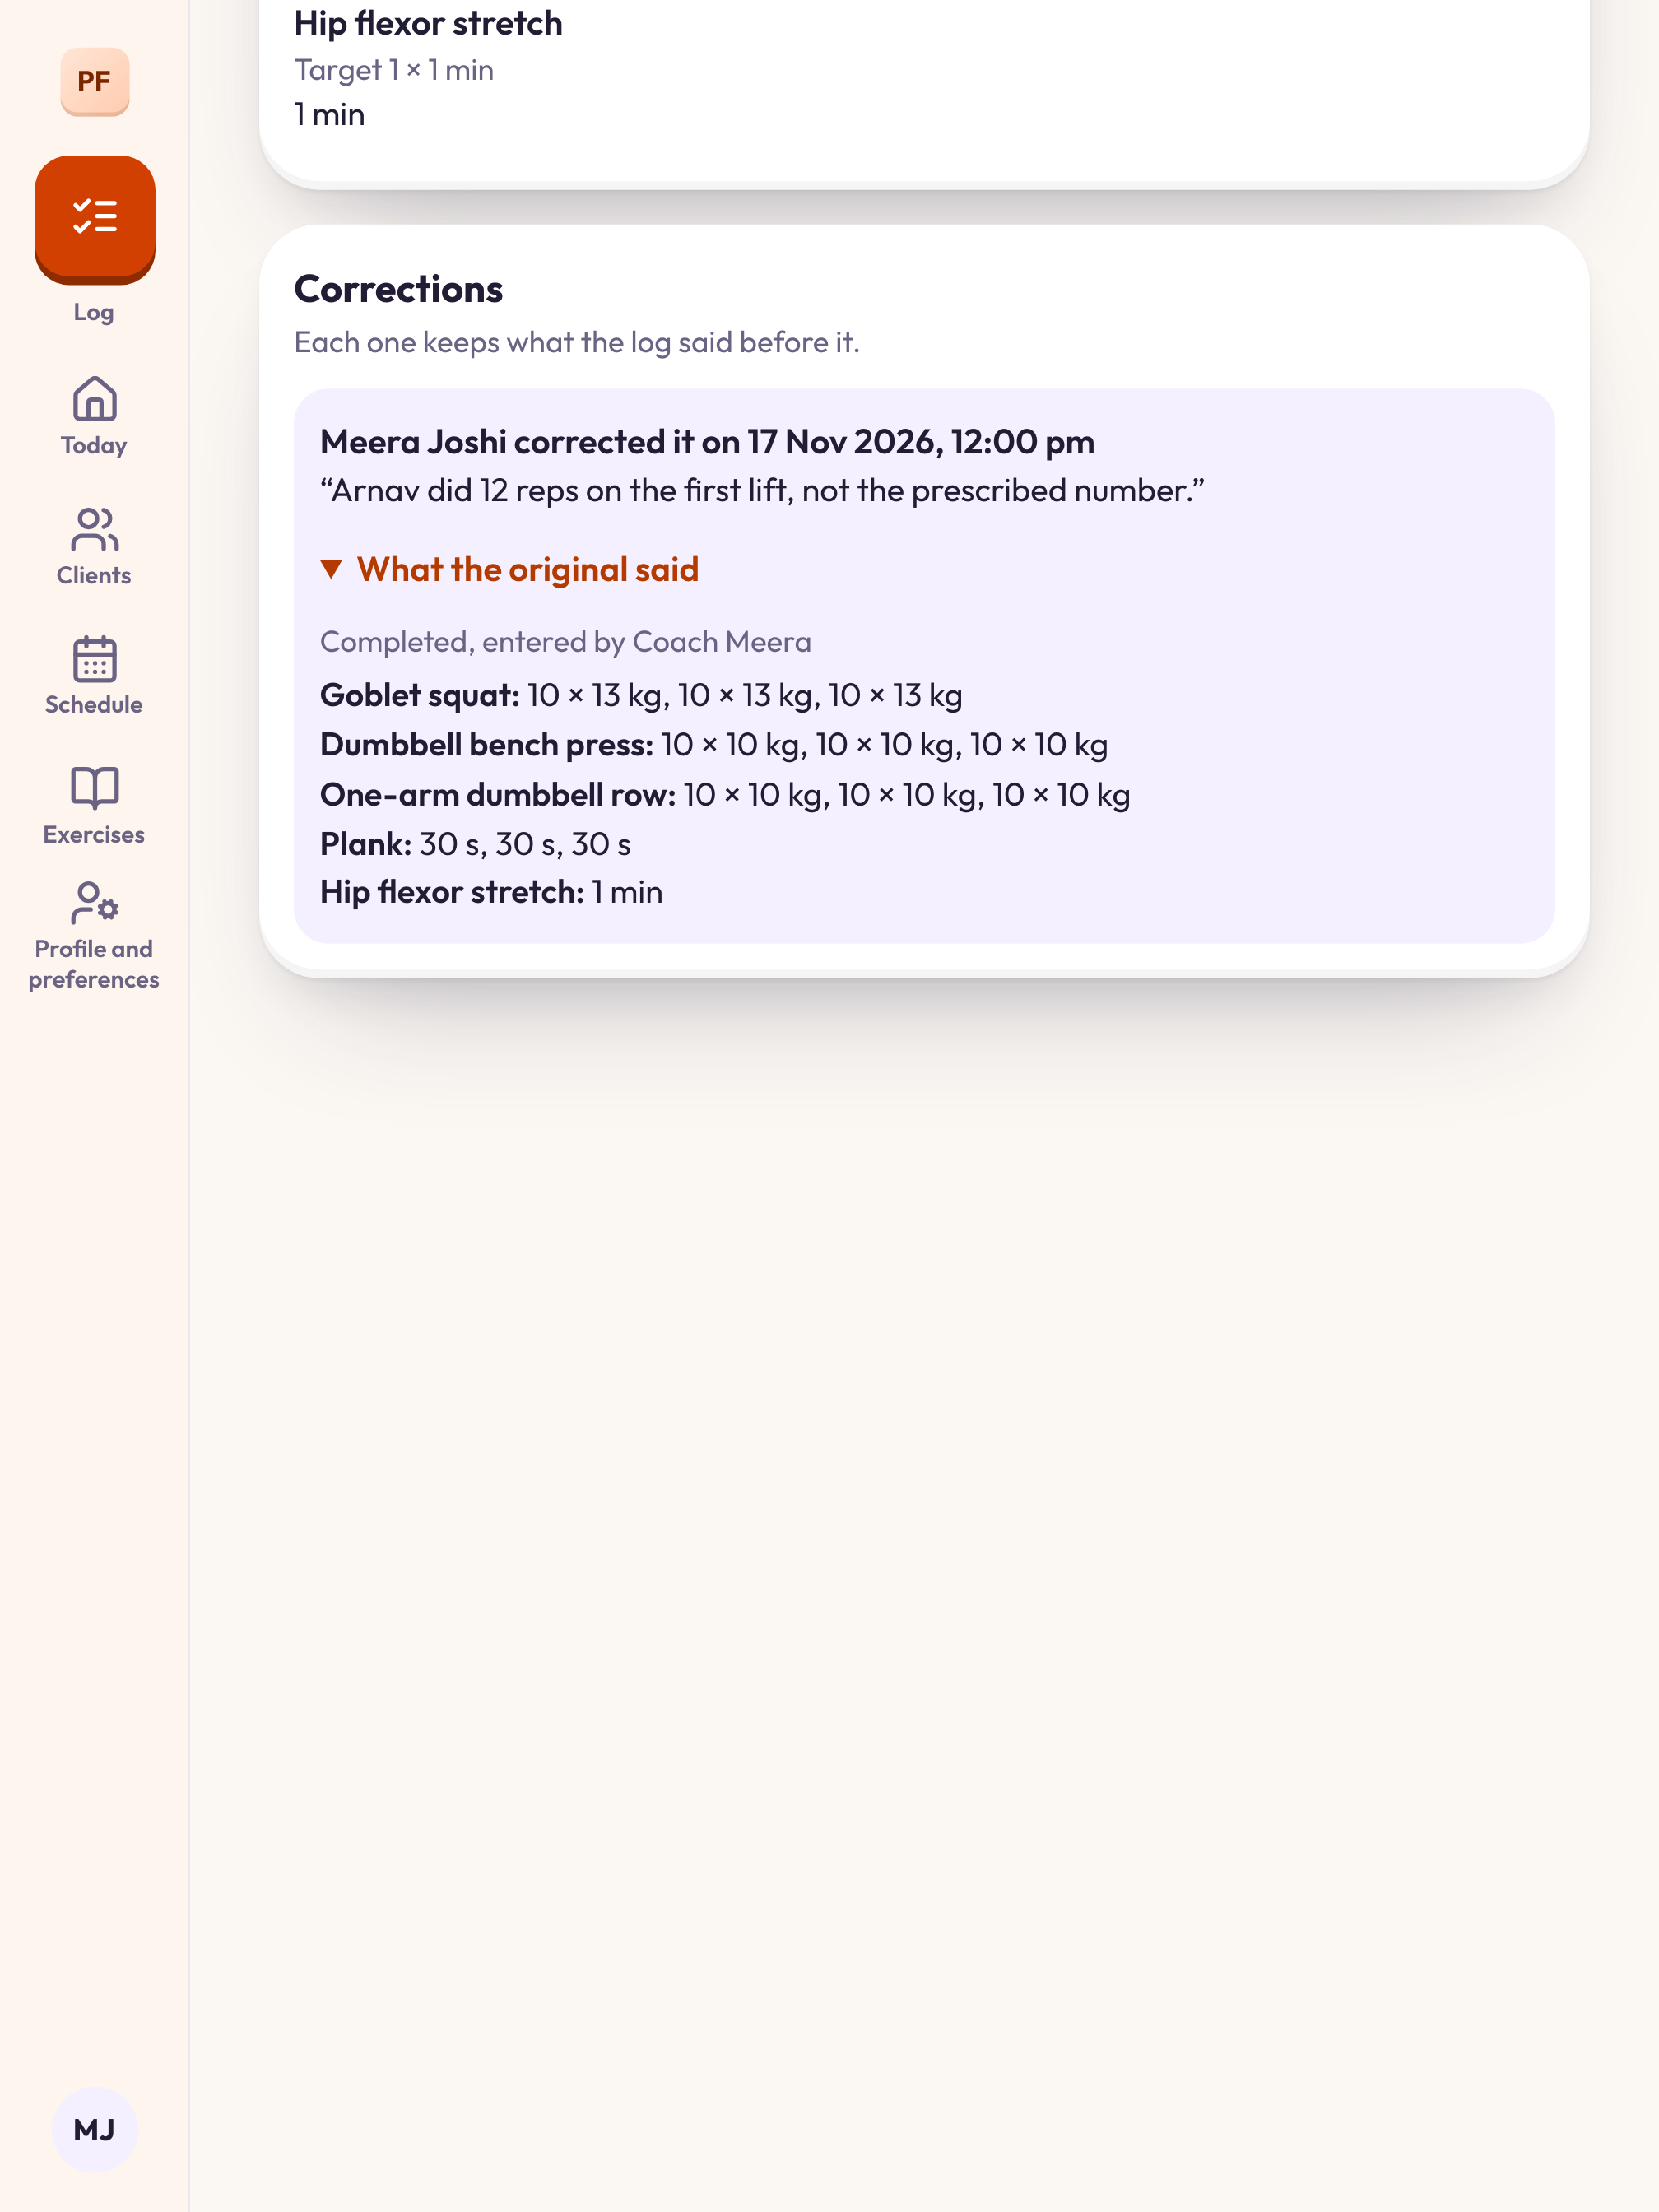 PF
Log
Today
Clients
Schedule
Exercises
Profile and
preferences
MJ
Hip flexor stretch
Target 1 × 1 min
1 min
Corrections
Each one keeps what the log said before it.
Meera Joshi corrected it on 17 Nov 2026, 12:00 pm
“Arnav did 12 reps on the first lift, not the prescribed number.”
▼ What the original said
Completed, entered by Coach Meera
Goblet squat: 10 × 13 kg, 10 × 13 kg, 10 × 13 kg
Dumbbell bench press: 10 × 10 kg, 10 × 10 kg, 10 × 10 kg
One-arm dumbbell row: 10 × 10 kg, 10 × 10 kg, 10 × 10 kg
Plank: 30 s, 30 s, 30 s
Hip flexor stretch: 1 min